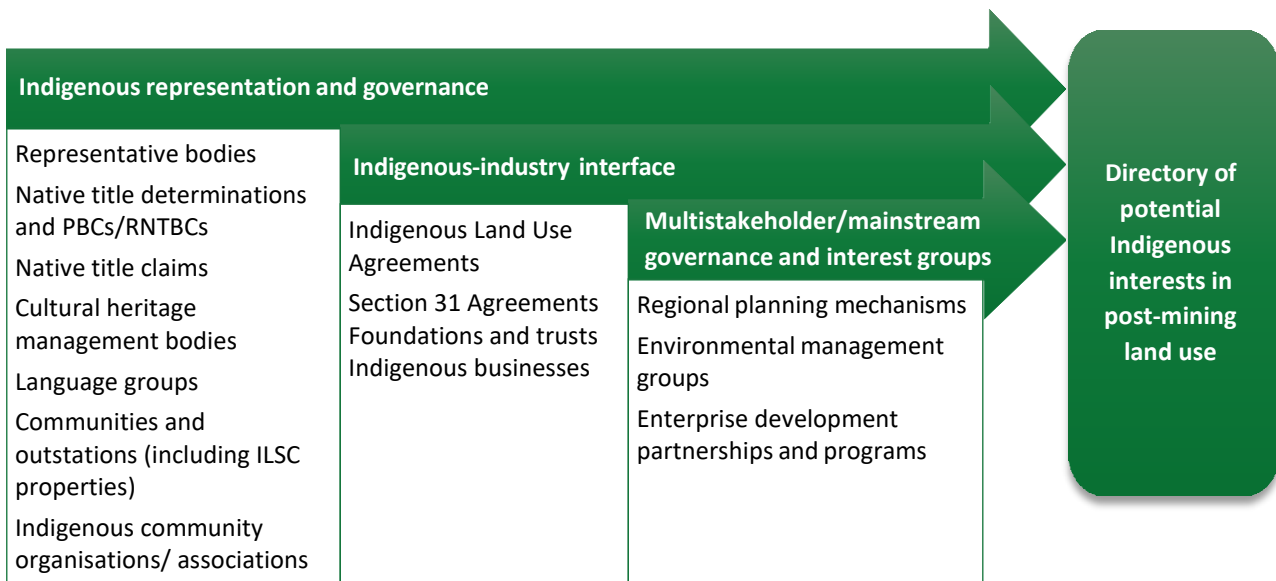 Indigenous representation and governance
Representative bodies
Native title determinations
and PBCs/RNTBCs
Native title claims
Cultural heritage
management bodies
Language groups
Communities and
outstations (including ILSC
properties)
Indigenous community
organisations/ associations
Indigenous-industry interface
Indigenous Land Use
Agreements
Section 31 Agreements
Foundations and trusts
Indigenous businesses
Multistakeholder/mainstream
governance and interest groups
Regional planning mechanisms
Environmental management
groups
Enterprise development
partnerships and programs
Directory of
potential
Indigenous
interests in
post-mining
land use